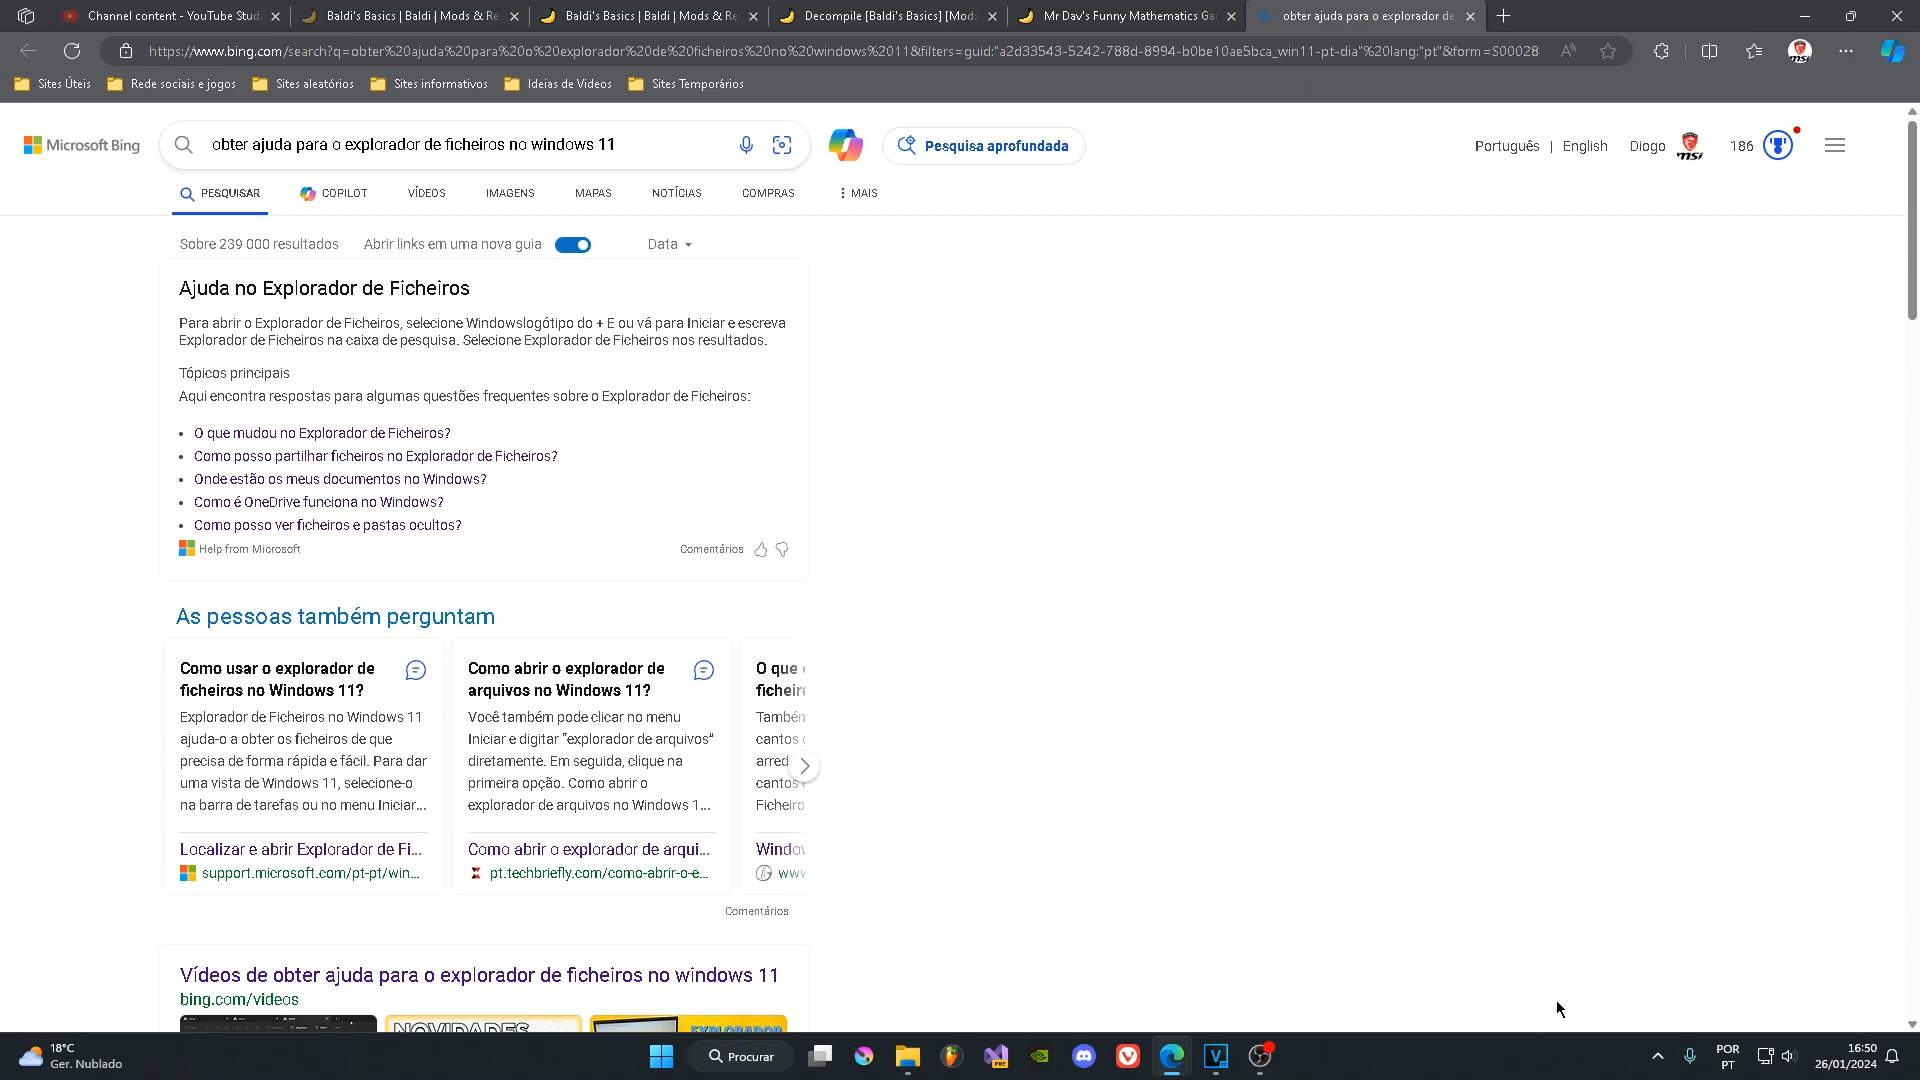 Channel content - YouTube Studi
Baldi's Basics | Baldi | Mods & Re
Baldi's Basics | Baldi | Mods & Re
Decompile [Baldi's Basics] [Mods
Mr Dav's Funny Mathematics Ga
obter ajuda para o explorador de
https://www.bing.com/search?q=obter%20ajuda%20para%20o%20explorador%20de%20ficheiros%20no%20windows%2011&filters=guid:"a2d33543-5242-788d-8994-b0be10ae5bca_win11-pt-dia"%20lang:"pt"&form=S00028
Sites Úteis
Rede sociais e jogos
Sites aleatórios
Sites informativos
Ideias de Videos
Sites Temporários
Microsoft Bing
obter ajuda para o explorador de ficheiros no windows 11
Pesquisa aprofundada
Português | English
Diogo
186
PESQUISAR
COPILOT
VÍDEOS
IMAGENS
MAPAS
NOTÍCIAS
COMPRAS
MAIS
Sobre 239 000 resultados
Abrir links em uma nova guia
Data
Ajuda no Explorador de Ficheiros
Para abrir o Explorador de Ficheiros, selecione Windowslogótipo do + E ou vá para Iniciar e escreva
Explorador de Ficheiros na caixa de pesquisa. Selecione Explorador de Ficheiros nos resultados.
Tópicos principais
Aqui encontra respostas para algumas questões frequentes sobre o Explorador de Ficheiros:
• O que mudou no Explorador de Ficheiros?
• Como posso partilhar ficheiros no Explorador de Ficheiros?
• Onde estão os meus documentos no Windows?
• Como é OneDrive funciona no Windows?
• Como posso ver ficheiros e pastas ocultos?
Help from Microsoft
Comentários
As pessoas também perguntam
Como usar o explorador de
ficheiros no Windows 11?
Explorador de Ficheiros no Windows 11
ajuda-o a obter os ficheiros de que
precisa de forma rápida e fácil. Para dar
uma vista de Windows 11, selecione-o
na barra de tarefas ou no menu Iniciar...
Localizar e abrir Explorador de Fi...
support.microsoft.com/pt-pt/win...
Como abrir o explorador de
arquivos no Windows 11?
Você também pode clicar no menu
Iniciar e digitar "explorador de arquivos"
diretamente. Em seguida, clique na
primeira opção. Como abrir o
explorador de arquivos no Windows 1...
Como abrir o explorador de arqui...
pt.techbriefly.com/como-abrir-o-e...
O que
ficheir
També
cantos
arred
cantos
Ficheiro
Window
www
Comentários
Vídeos de obter ajuda para o explorador de ficheiros no windows 11
bing.com/videos
NOVIDADES
EXPLORADOR
18°C
Ger. Nublado
Procurar
PRE
POR
PT
16:50
26/01/2024